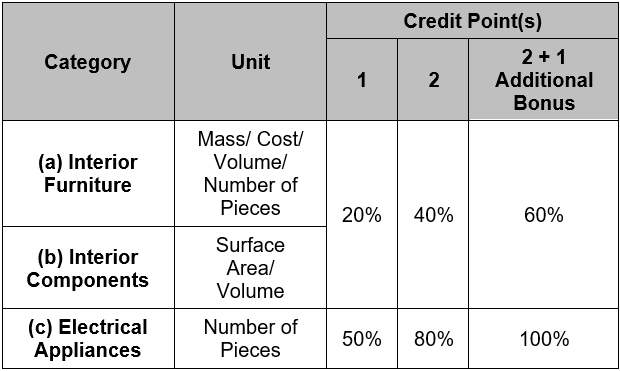 Category
Unit
Credit Point(s)
1
2
2 + 1
Additional
Bonus
(a) Interior
Furniture
Mass/ Cost/
Volume/
Number of
Pieces
20%
40%
60%
(b) Interior
Components
Surface
Area/
Volume
(c) Electrical
Appliances
Number of
Pieces
50%
80%
100%